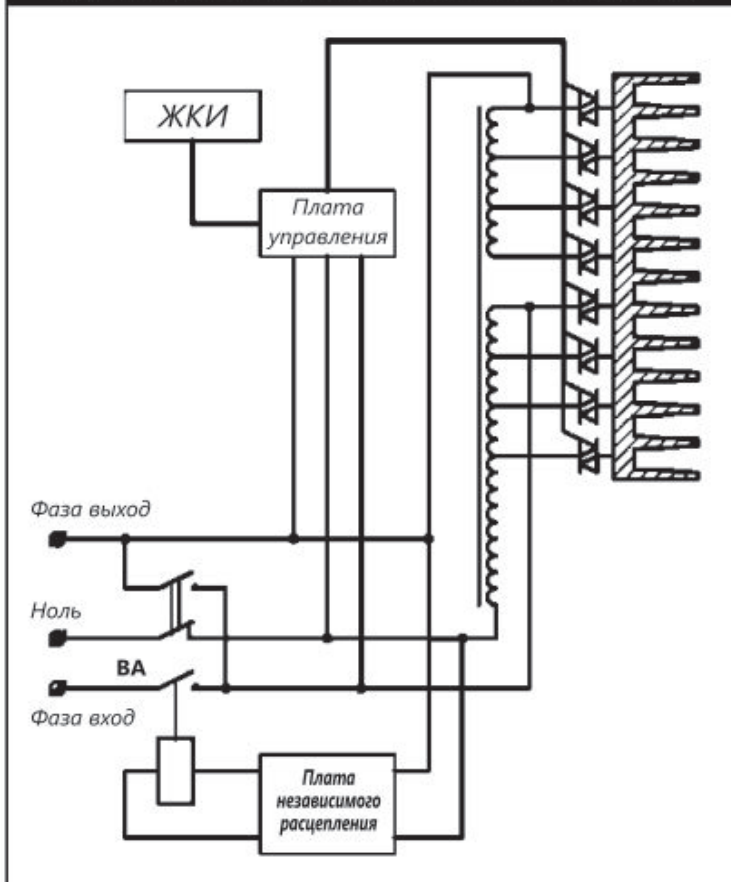 ЖКИ
Плата
управления
Фаза выход
Ноль
ВА
Фаза вход
Плата
независимого
расцепления